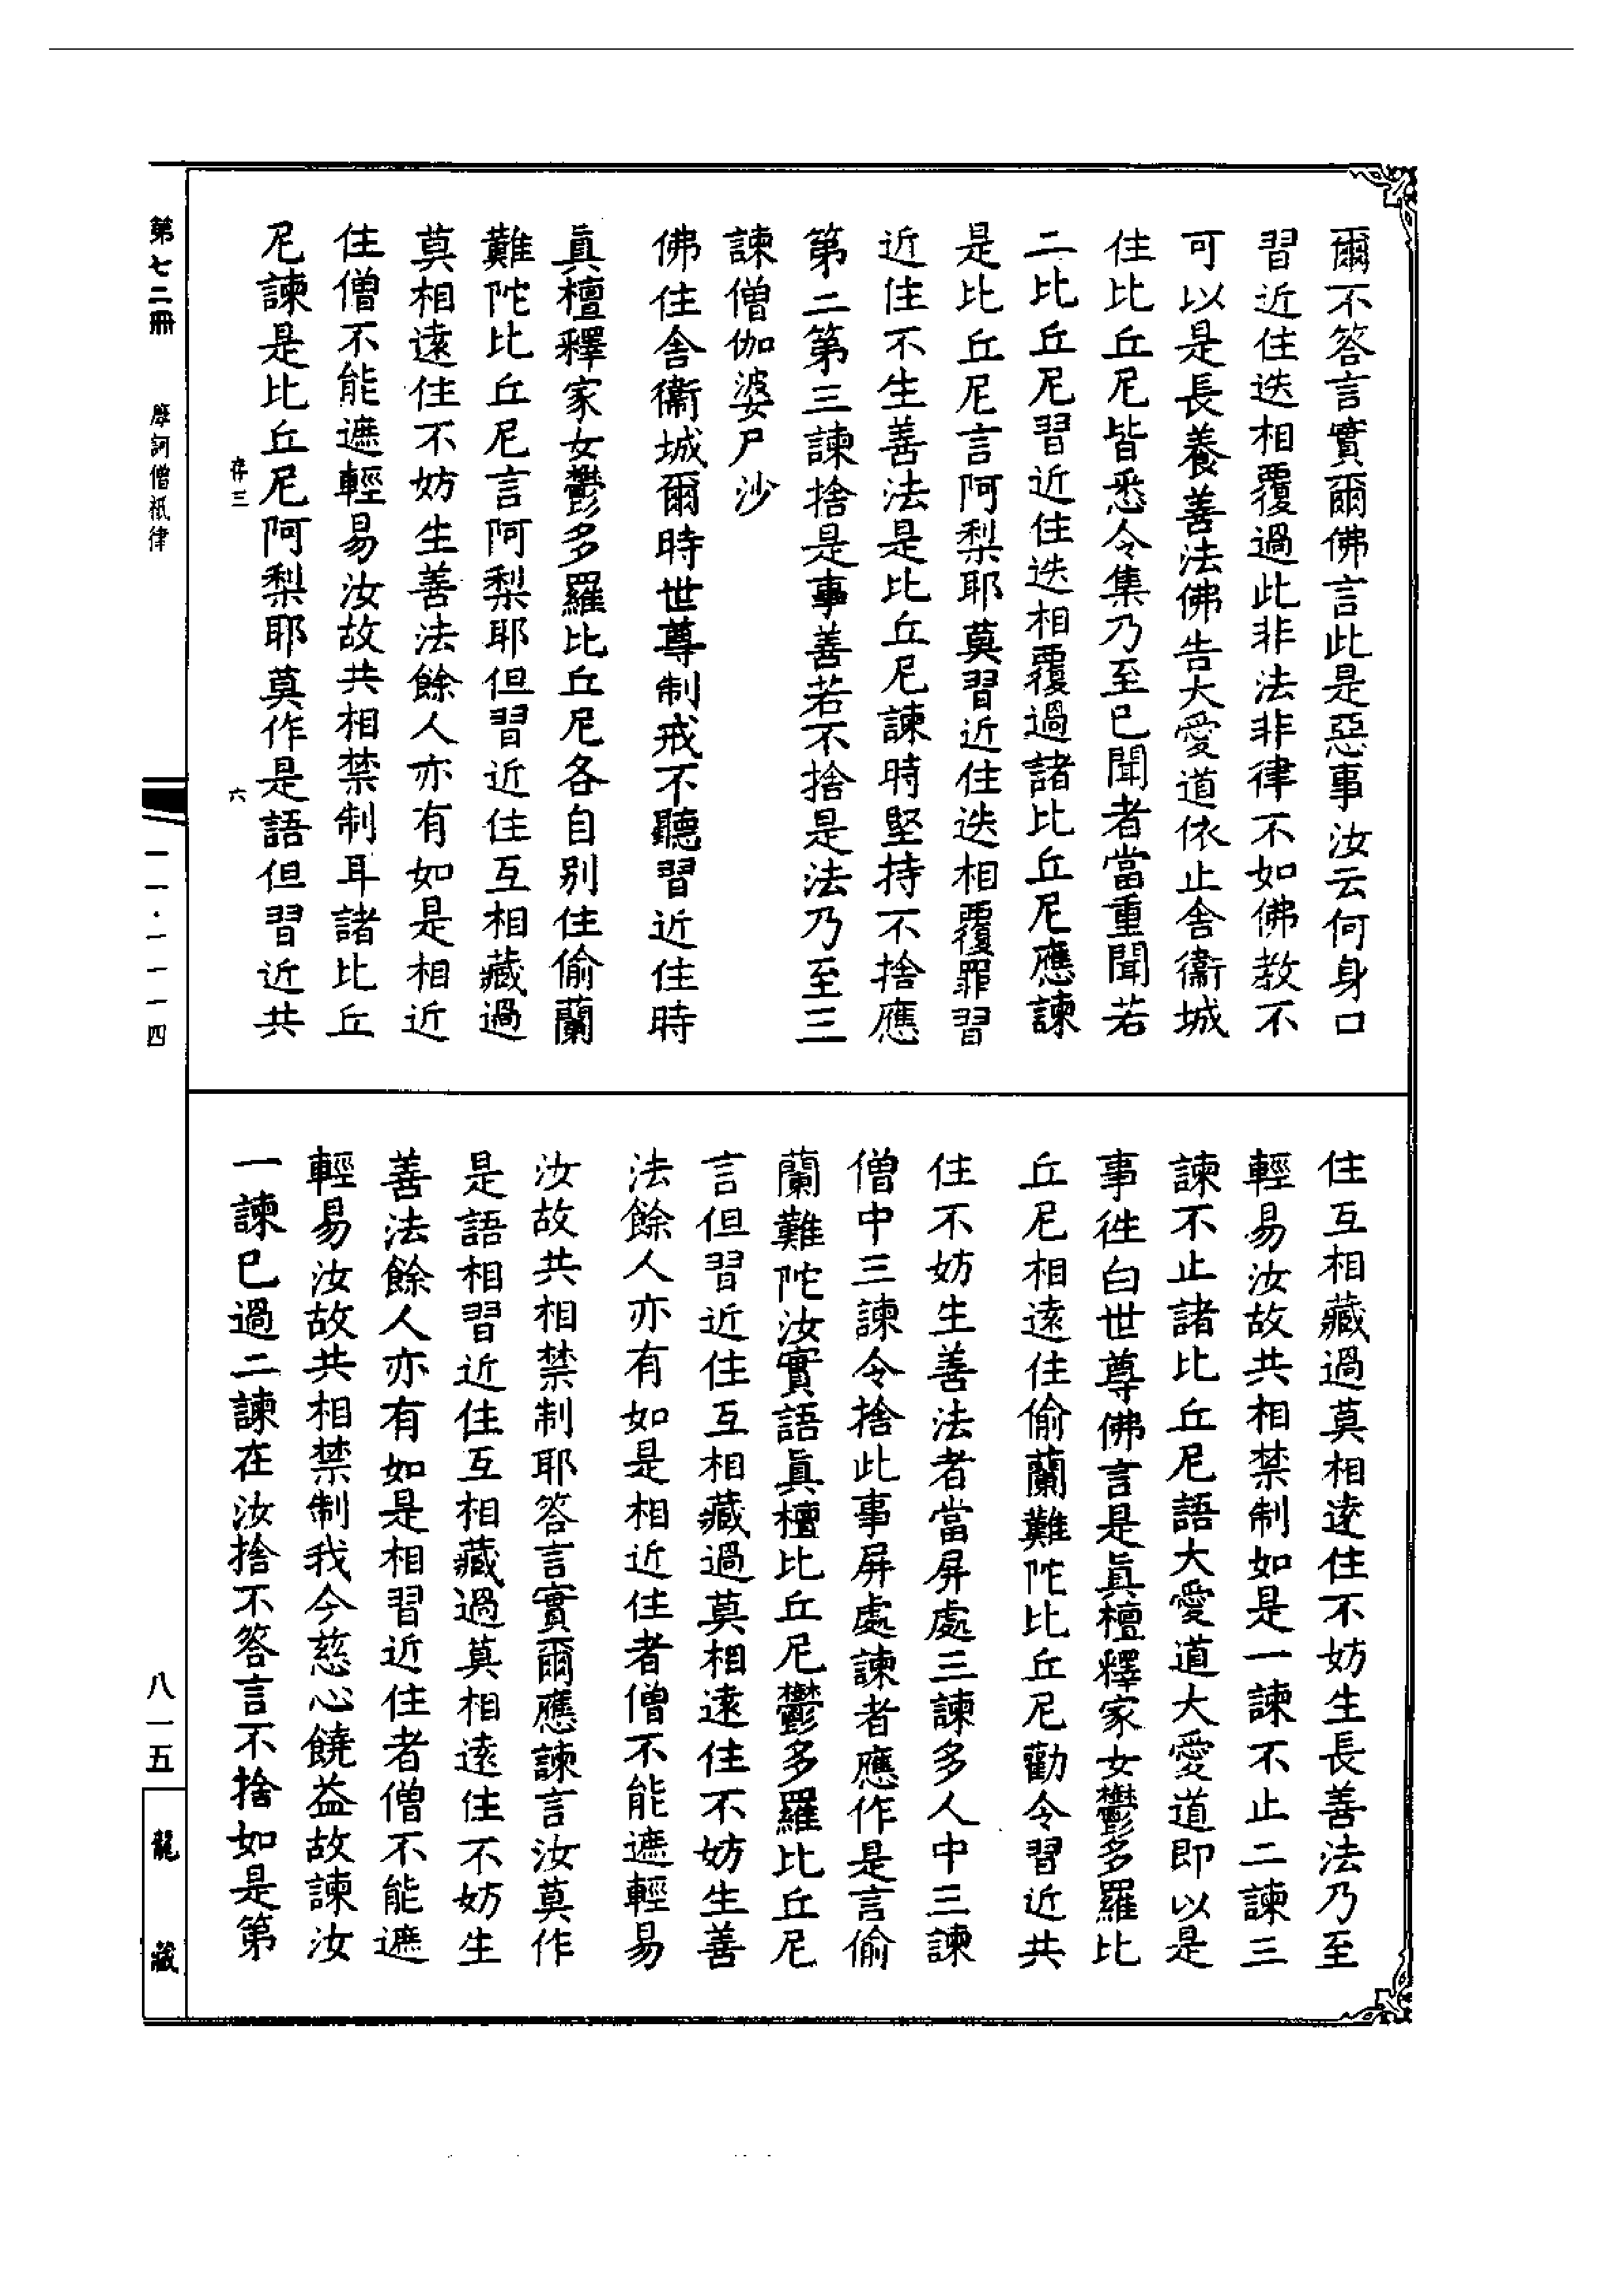 爾不答言實爾佛言此是惡事汝云何身口
習近住迭相覆過此非法非律不如佛教不
可以是長養善法佛告大愛道依止舍衛城
住比丘尼皆悉令集乃至已聞者當重聞若
二比丘尼習近住迭相覆過諸比丘尼應諫
是比丘尼言阿梨耶莫習近住迭相覆罪習
近住不生善法是比丘尼諫時堅持不捨應
第二第三諫捨是事善若不捨是法乃至三
諫僧伽婆尸沙
佛住舍衛城爾時世尊制戒不聽習近住時
真檀釋家女鬱多羅比丘尼各自別住偷蘭
難陀比丘尼言阿梨耶但習近住互相藏過
莫相遠住不妨生善法餘人亦有如是相近
住僧不能遮輕易汝故共相禁制耳諸比丘
尼諫是比丘尼阿梨耶莫作是語但習近共
住互相藏過莫相逺住不妨生長善法乃至
輕易汝故共相禁制如是一諫不止二諫三
諫不止諸比丘尼語大愛道大愛道即以是
事徃白世尊佛言是真檀釋家女鬱多羅比
丘尼相遠住偷蘭難陀比丘尼勸令習近共
住不妨生善法者當屏處三諫多人中三諫
僧中三諫令捨此事屏處諫者應作是言偷
蘭難陀汝實語真檀比丘尼鬱多羅比丘尼
言但習近住互相藏過莫相遠住不妨生善
法餘人亦有如是相近住者僧不能遮輕易
汝故共相禁制耶答言實爾應諫言汝莫作
是語相習近住互相藏過莫相遠住不妨生
善法餘人亦有如是相習近住者僧不能遮
輕易汝故共相禁制我今慈心饒益故諫汝
一諫已過二諫在汝捨不答言不捨如是第
第七二冊 摩訶僧祇律 一一·一一一四 八一五 龍藏
存三 六